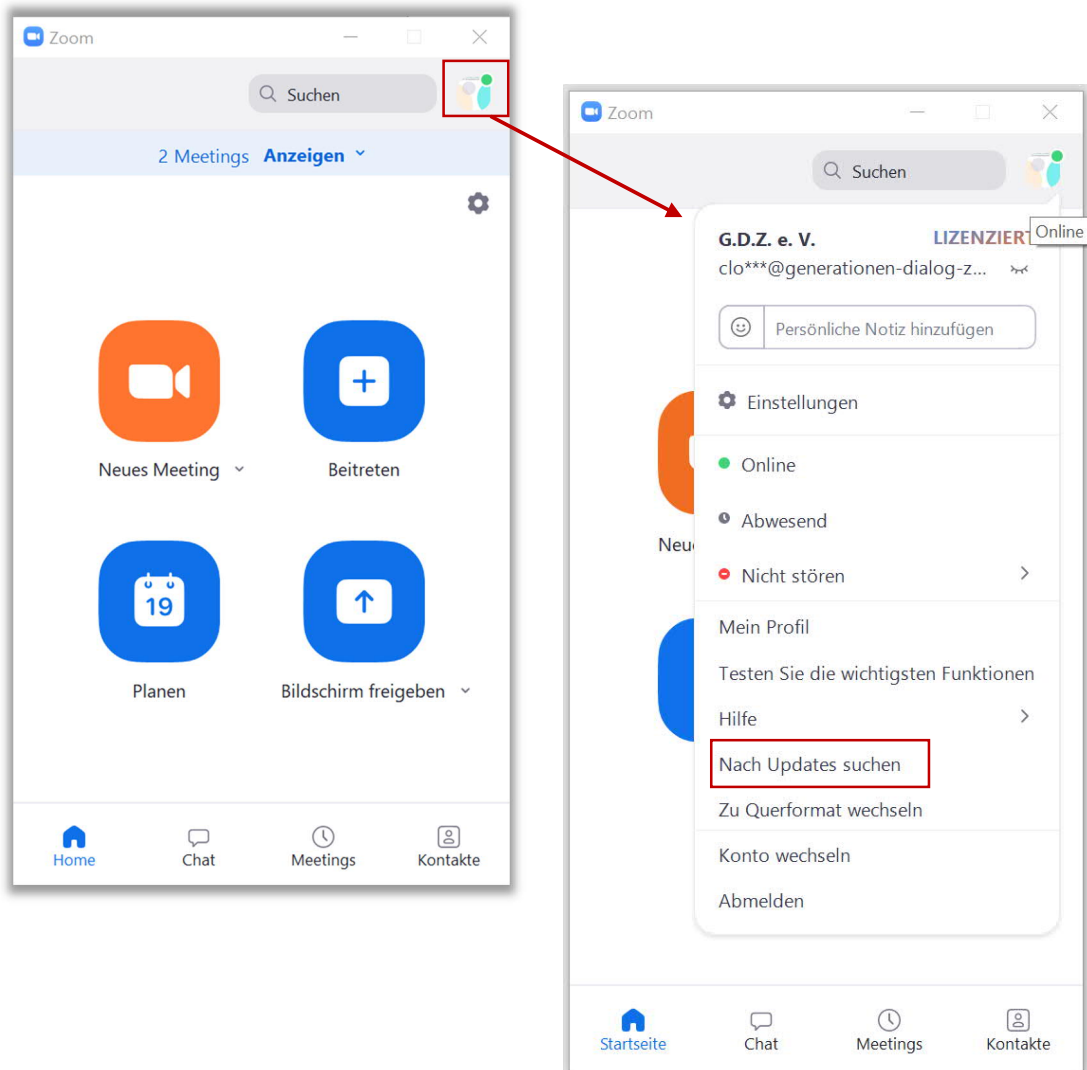 Zoom
Suchen
2 Meetings Anzeigen
Neues Meeting
Beitreten
19
Planen
Bildschirm freigeben
Home
Chat
Meetings
Kontakte
Zoom
Suchen
G.D.Z. e. V.
LIZENZIERT
Online
clo***@generationen-dialog-z...
Persönliche Notiz hinzufügen
Einstellungen
Online
Abwesend
Neu
Nicht stören
Mein Profil
Testen Sie die wichtigsten Funktionen
Hilfe
Nach Updates suchen
Zu Querformat wechseln
Konto wechseln
Abmelden
Startseite
Chat
Meetings
Kontakte